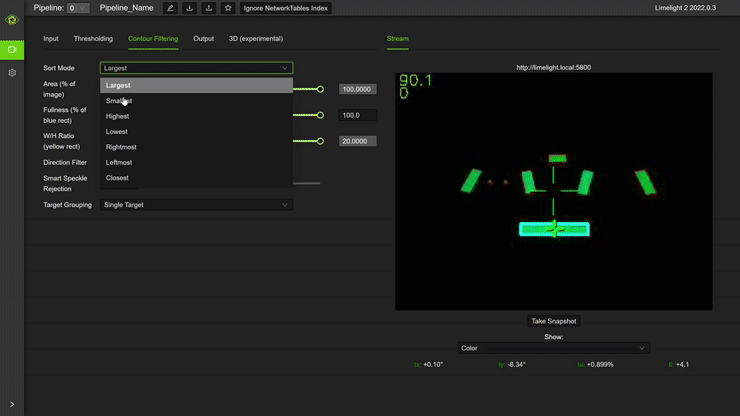 Pipeline: 0 Pipeline_Name Ignore NetworkTables Index Limelight 2 2022.0.3
Input Thresholding Contour Filtering Output 3D (experimental) Stream
Sort Mode Largest
http://limelight.local:5800
Area (% of image) 100.0000
Fullness (% of blue rect) 100.0
W/H Ratio (yellow rect) 20.0000
Direction Filter
Smart Speckle Rejection
Target Grouping Single Target
Largest
Smallest
Highest
Lowest
Rightmost
Leftmost
Closest
90.1
0
Take Snapshot
Show:
Color
tx: +0.10° ty: -8.34° ta: +0.899% tl: +4.1